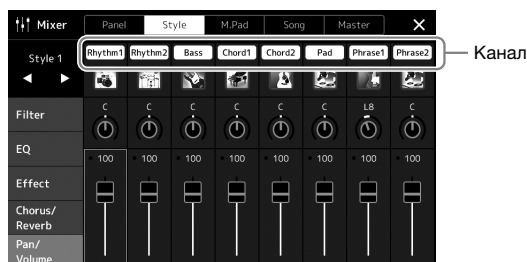 Mixer Panel Style M.Pad Song Master
Style 1 Rhythm1 Rhythm2 Bass Chord1 Chord2 Pad Phrase1 Phrase2
Канал
Filter C C C C C C L8 C
EQ 100 100 100 100 100 100 100 100
Effect
Chorus/
Reverb
Pan/
Volume